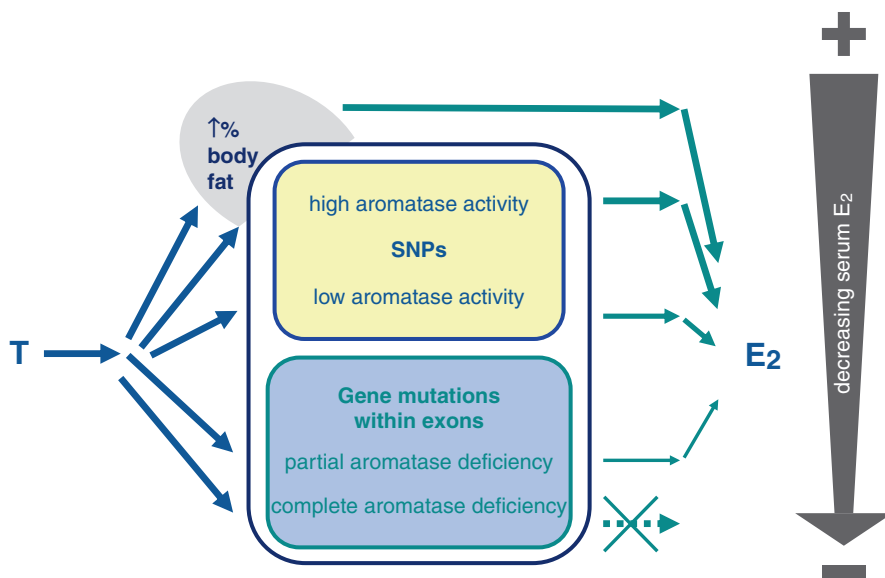 ↑%
body
fat
high aromatase activity
SNPs
low aromatase activity
T
Gene mutations
within exons
partial aromatase deficiency
complete aromatase deficiency
E₂
+
decreasing serum E₂
−